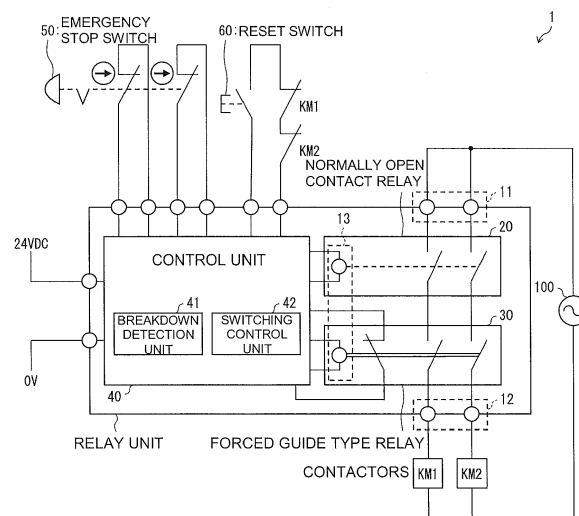 1
50:EMERGENCY
STOP SWITCH
60:RESET SWITCH
KM1
KM2
NORMALLY OPEN
CONTACT RELAY
11
13
20
24VDC
CONTROL UNIT
100
41
42
BREAKDOWN
DETECTION
UNIT
SWITCHING
CONTROL
UNIT
30
0V
40
12
RELAY UNIT
FORCED GUIDE TYPE RELAY
CONTACTORS
KM1
KM2